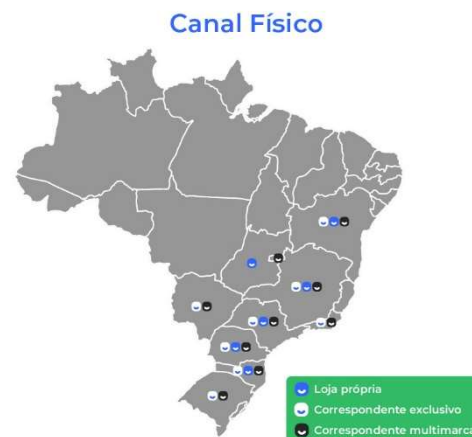 Canal Físico
Loja própria
Correspondente exclusivo
Correspondente multimarca